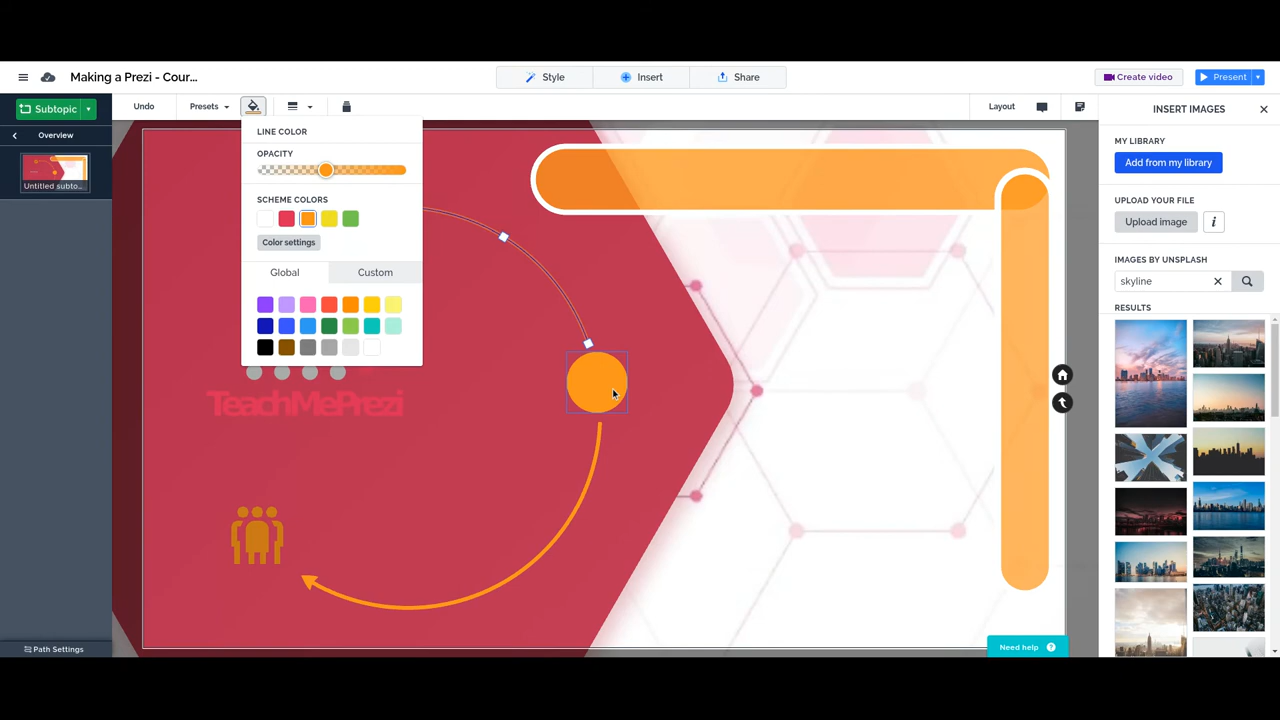 Making a Prezi - Cour...
Style
Insert
Share
Create video
Present
Subtopic
Undo
Presets
Layout
INSERT IMAGES
Overview
Untitled subto...
LINE COLOR
OPACITY
SCHEME COLORS
Color settings
Global
Custom
TeachMePrezi
MY LIBRARY
Add from my library
UPLOAD YOUR FILE
Upload image
i
IMAGES BY UNSPLASH
skyline
RESULTS
Path Settings
Need help ?